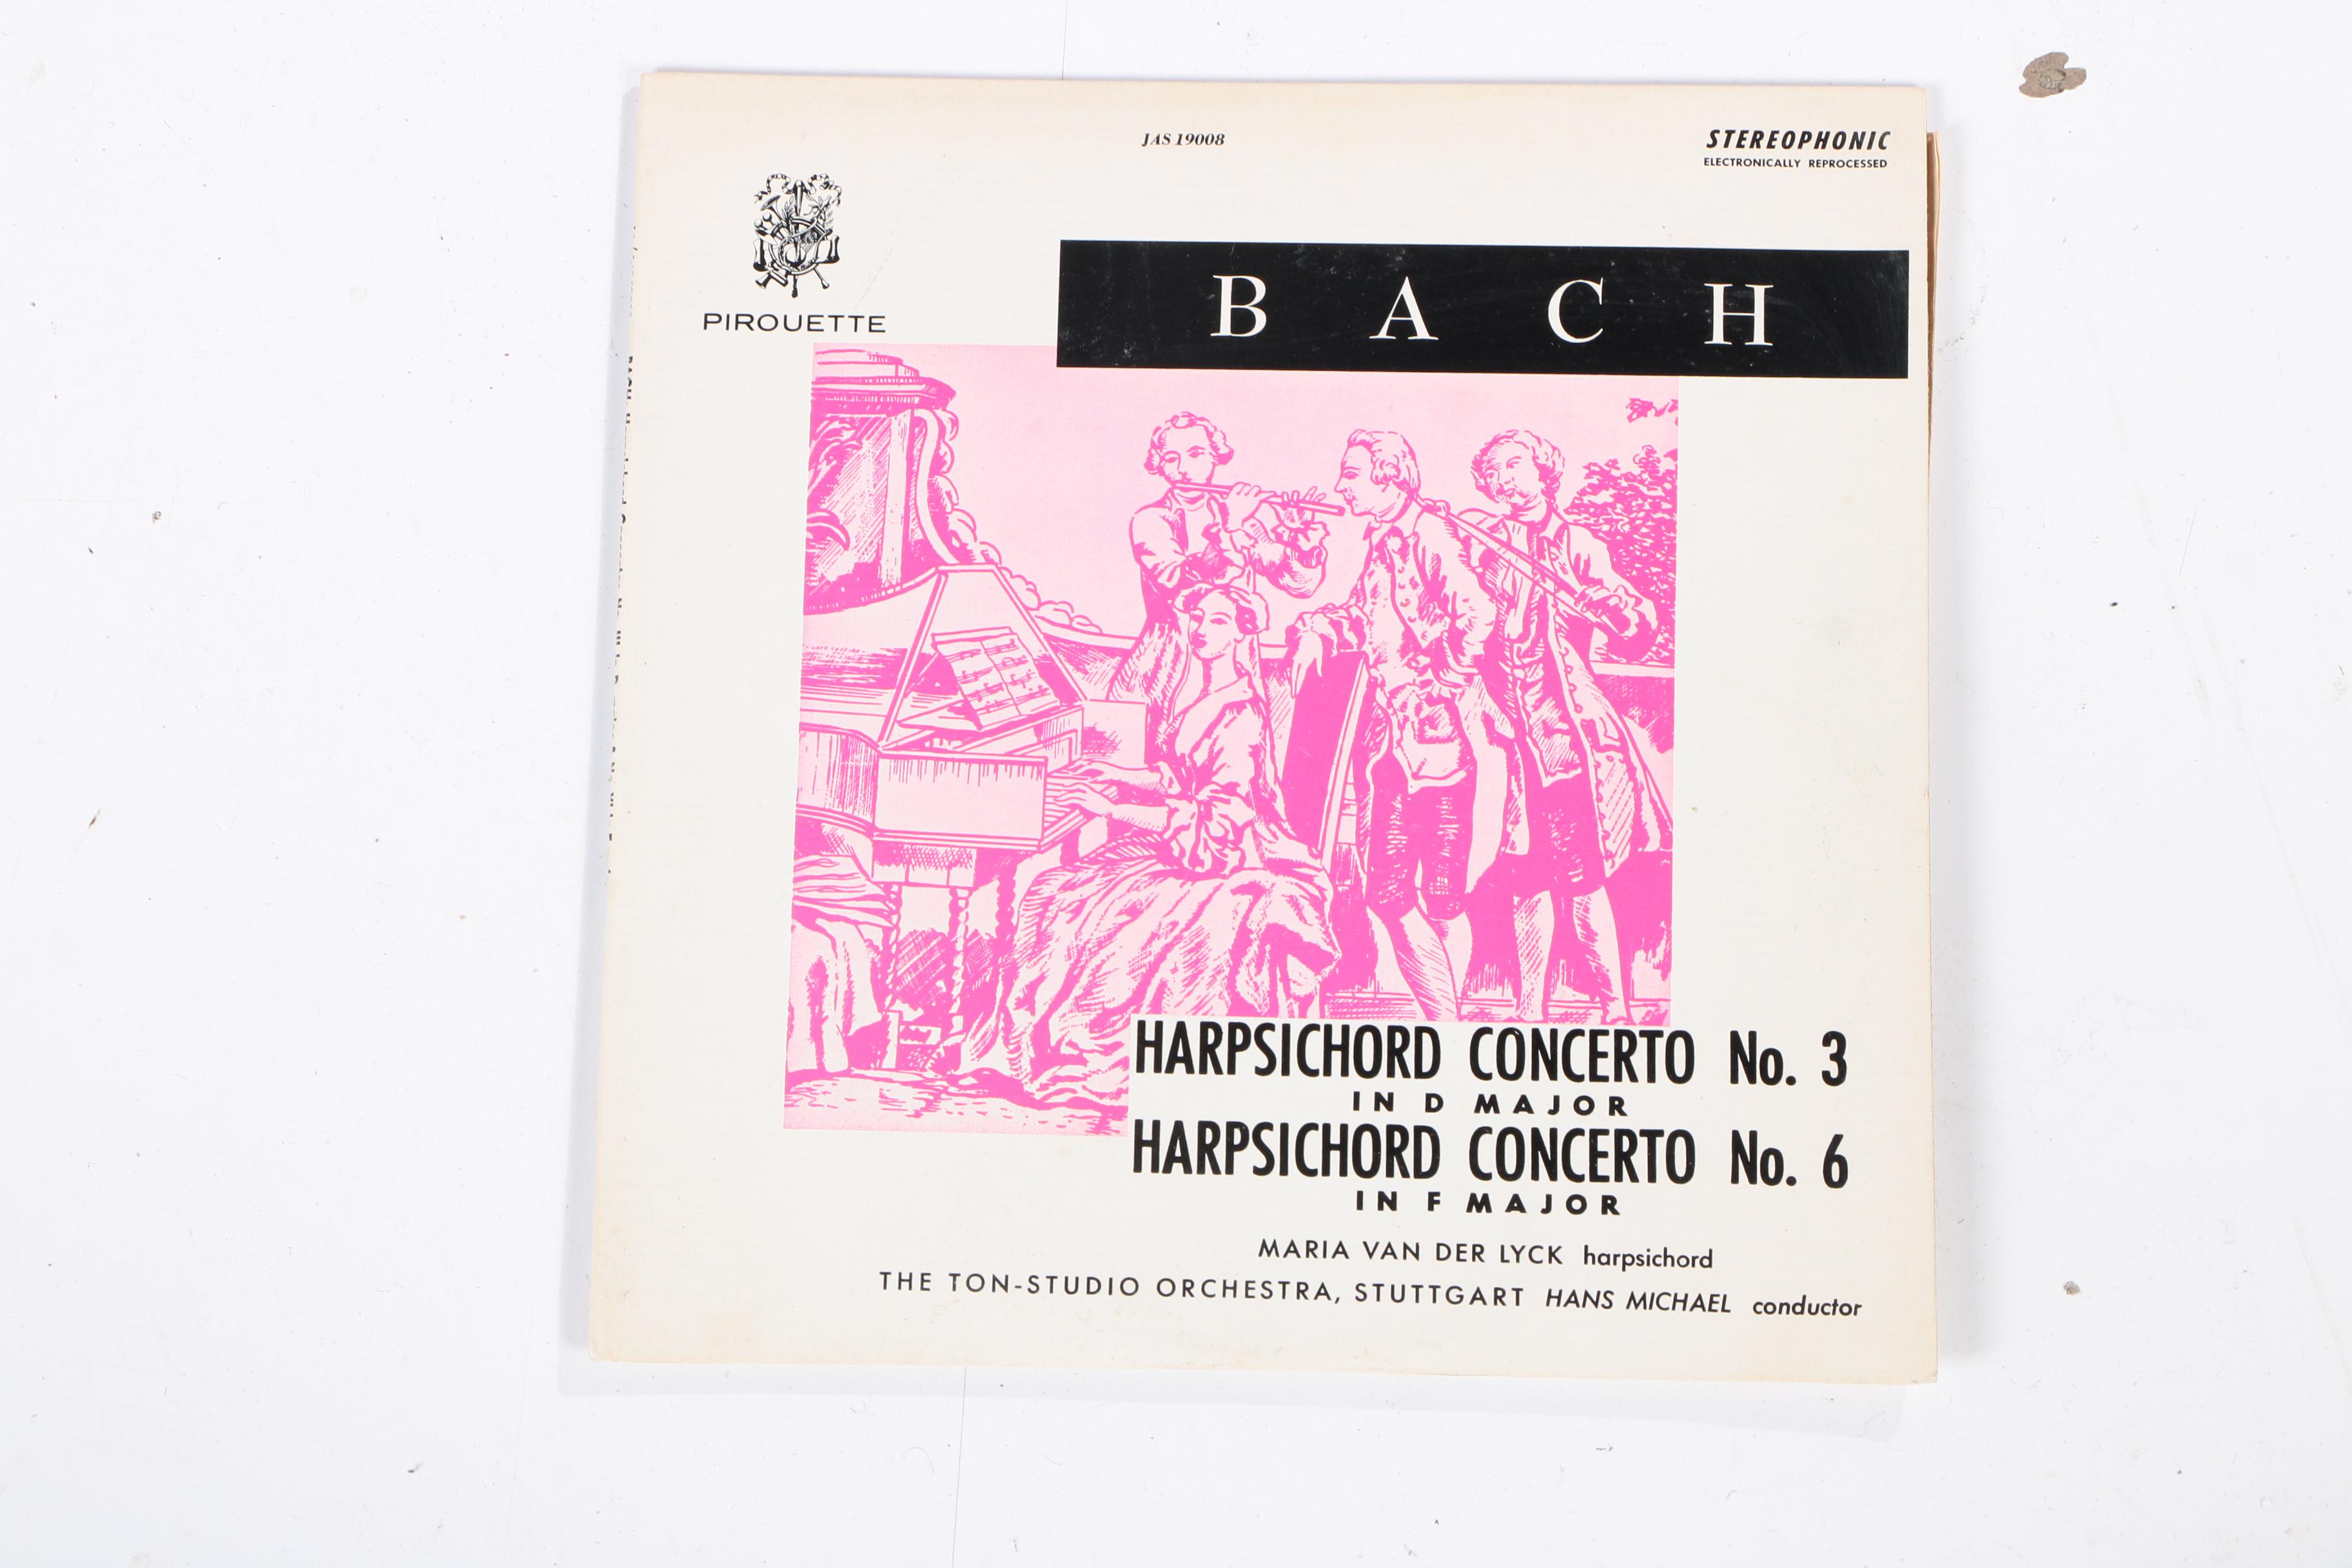 JAS 19008
STEREOPHONIC
ELECTRONICALLY REPROCESSED
PIROUETTE
BACH
HARPSICHORD CONCERTO No. 3
IN D MAJOR
HARPSICHORD CONCERTO No. 6
IN F MAJOR
MARIA VAN DER LYCK harpsichord
THE TON-STUDIO ORCHESTRA, STUTTGART HANS MICHAEL conductor